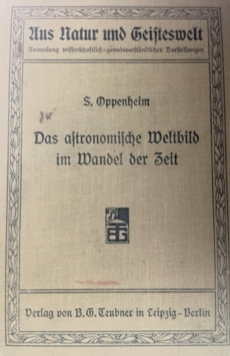 Aus Natur und Geisteswelt
Sammlung wissenschaftlich-gemeinverständlicher Darstellungen
S. Oppenheim
Das astronomische Weltbild
im Wandel der Zeit
Verlag von B. G. Teubner in Leipzig-Berlin